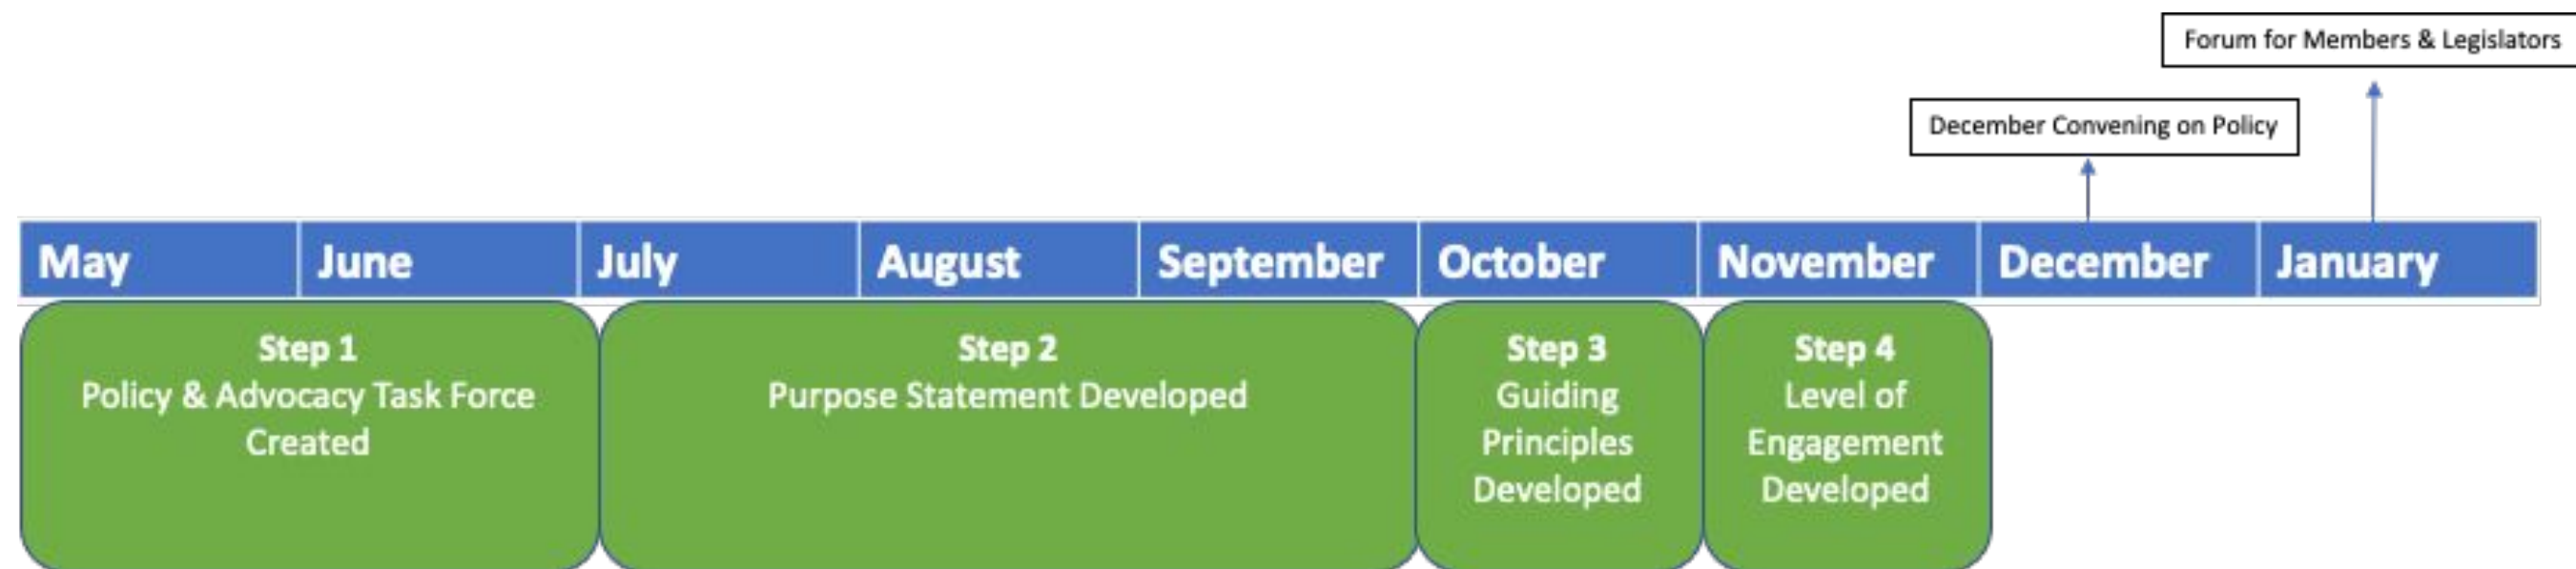 Forum for Members & Legislators
December Convening on Policy
May June July August September October November December January
Step 1
Policy & Advocacy Task Force
Created
Step 2
Purpose Statement Developed
Step 3
Guiding
Principles
Developed
Step 4
Level of
Engagement
Developed